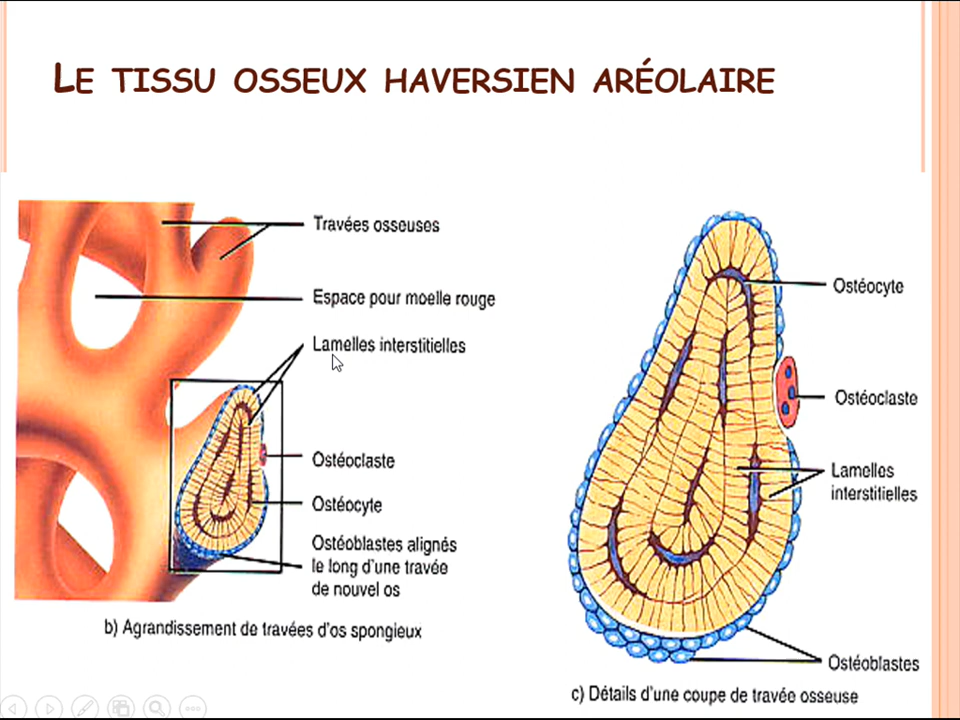 LE TISSU OSSEUX HAVERSIEN ARÉOLAIRE
Travées osseuses
Espace pour moelle rouge
Lamelles interstitielles
Ostéoclaste
Ostéocyte
Ostéoblastes alignés
le long d'une travée
de nouvel os
b) Agrandissement de travées d'os spongieux
Ostéocyte
Ostéoclaste
Lamelles
interstitielles
Ostéoblastes
c) Détails d'une coupe de travée osseuse